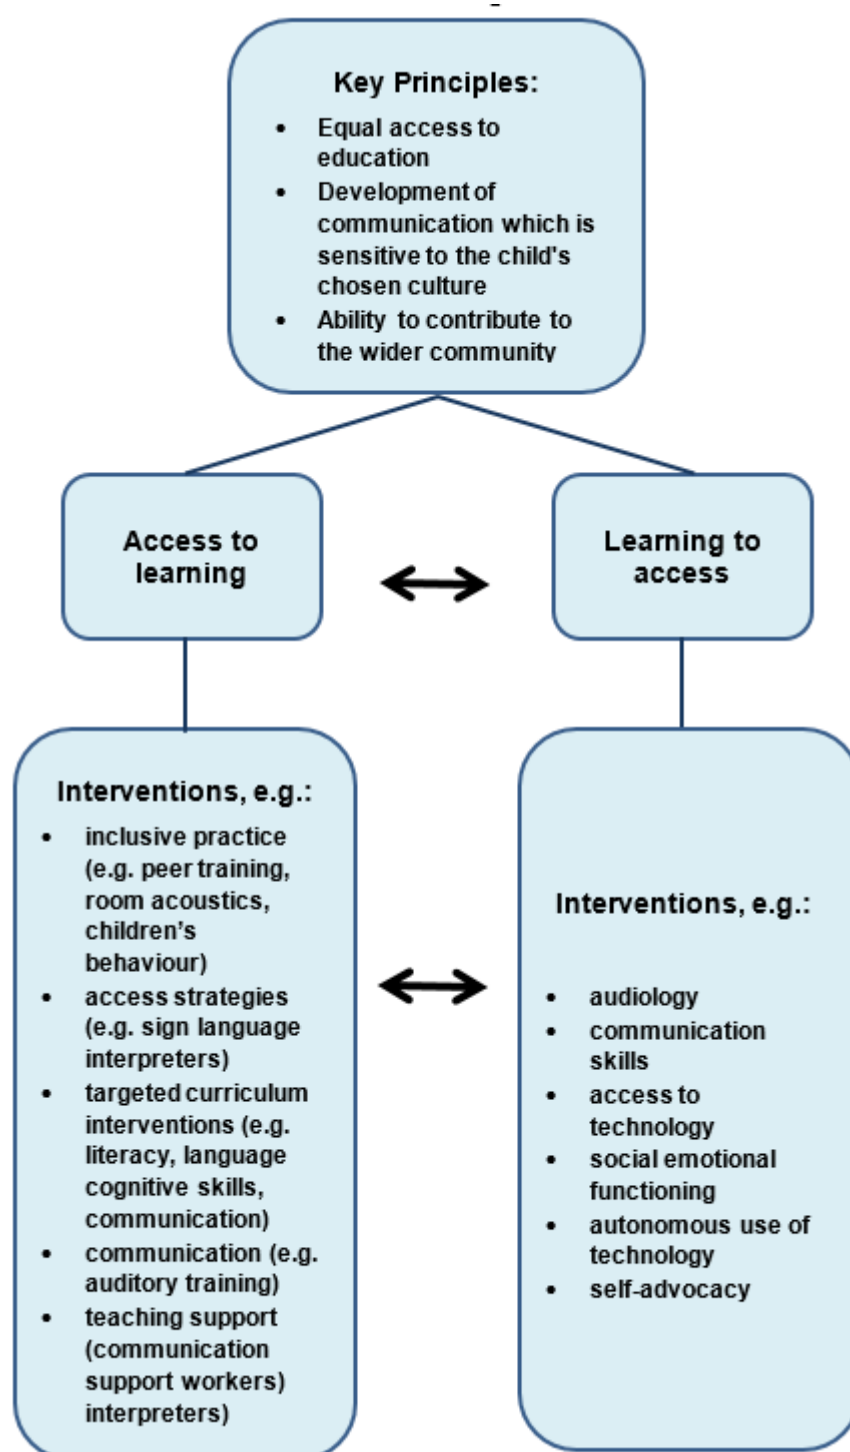 Key Principles:
• Equal access to
education
• Development of
communication which is
sensitive to the child's
chosen culture
• Ability to contribute to
the wider community
Access to
learning
Learning to
access
Interventions, e.g.:
• inclusive practice
(e.g. peer training,
room acoustics,
children’s
behaviour)
• access strategies
(e.g. sign language
interpreters)
• targeted curriculum
interventions (e.g.
literacy, language
cognitive skills,
communication)
• communication (e.g.
auditory training)
• teaching support
(communication
support workers)
interpreters)
Interventions, e.g.:
• audiology
• communication
skills
• access to
technology
• social emotional
functioning
• autonomous use of
technology
• self-advocacy